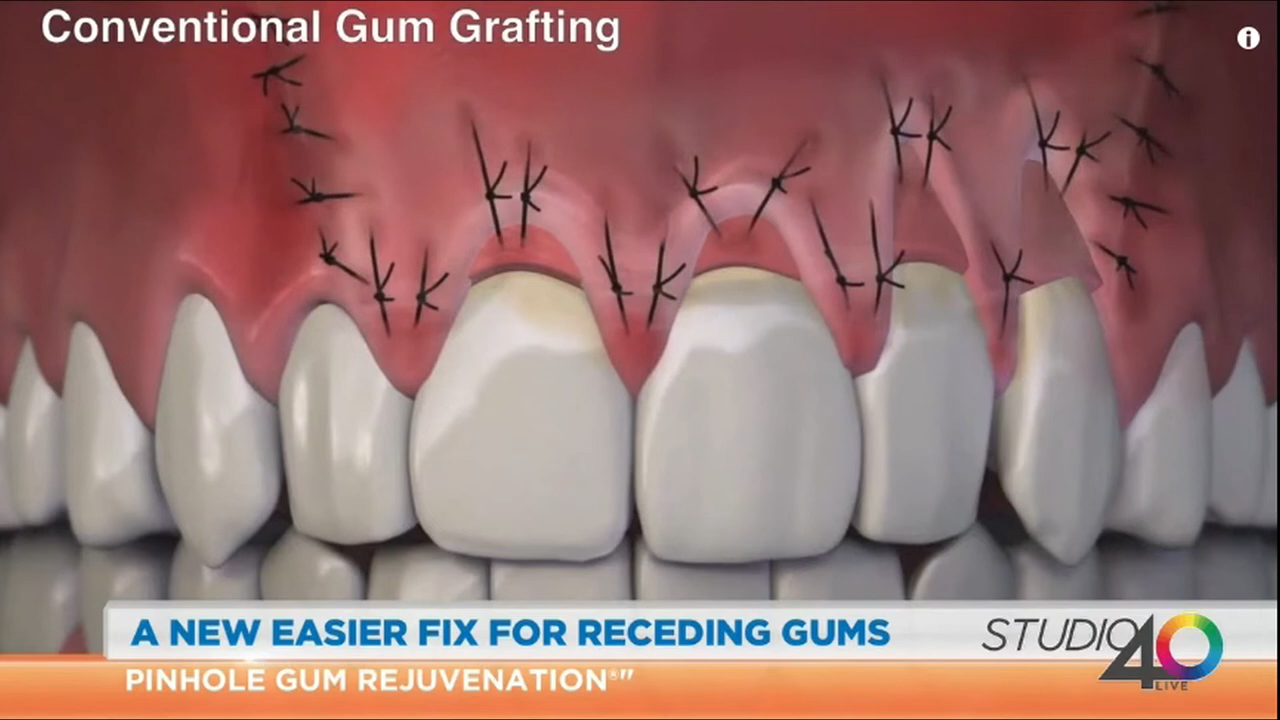 Conventional Gum Grafting
i
A NEW EASIER FIX FOR RECEDING GUMS
STUDIO
40
LIVE
PINHOLE GUM REJUVENATION®"